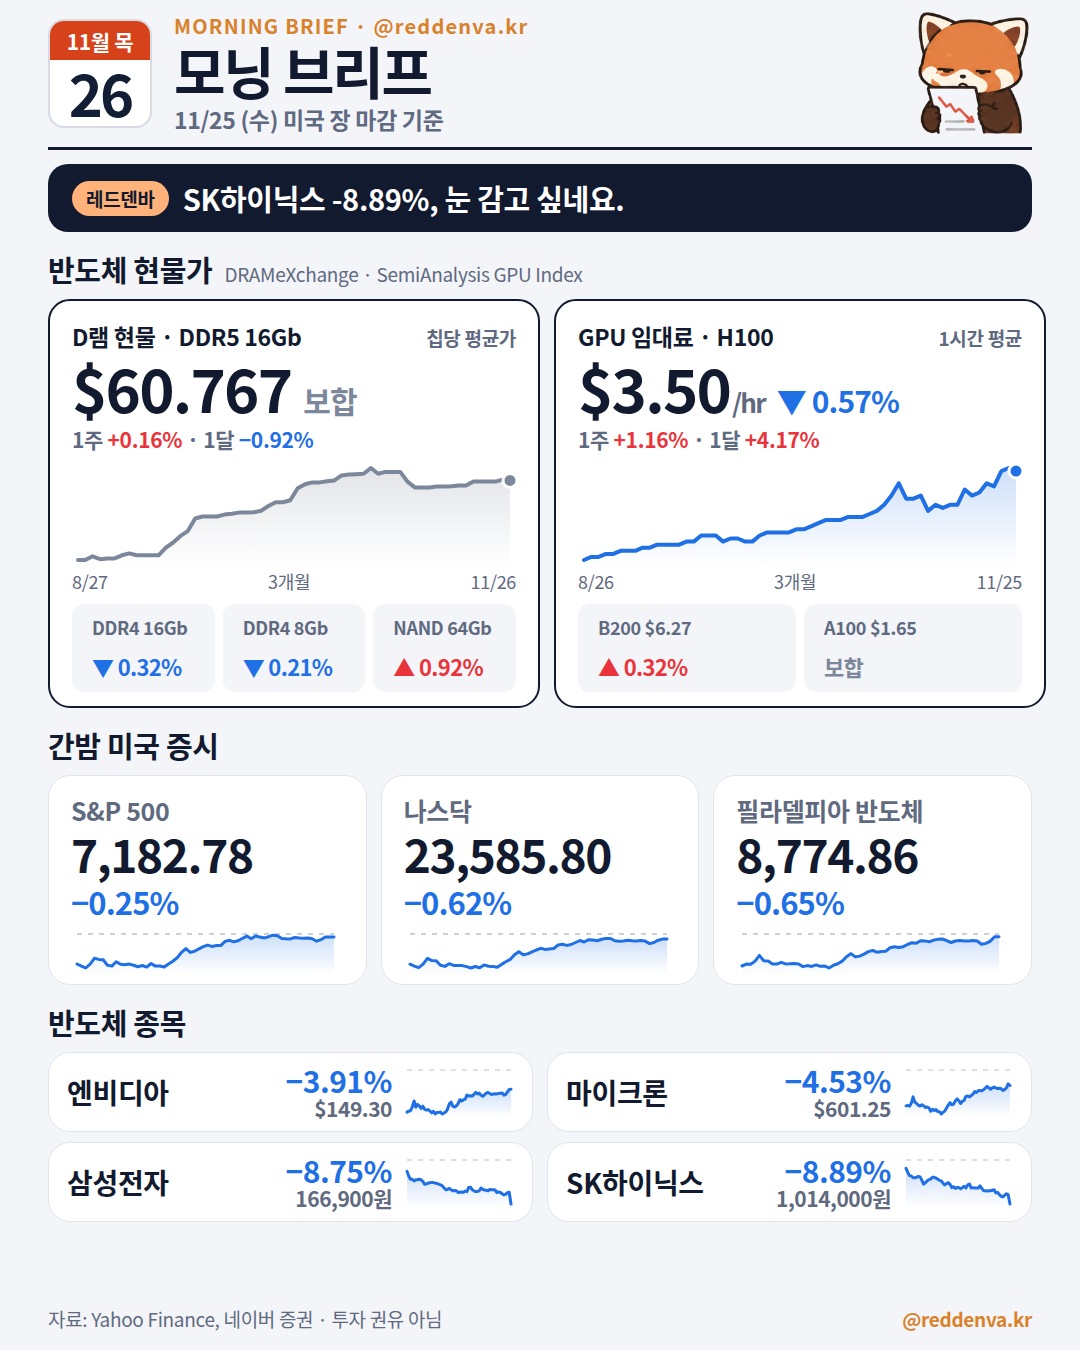 11월 목
26
MORNING BRIEF · @reddenva.kr
모닝 브리프
11/25 (수) 미국 장 마감 기준
레드덴바 SK하이닉스 -8.89%, 눈 감고 싶네요.
반도체 현물가 DRAMeXchange · SemiAnalysis GPU Index
D램 현물 · DDR5 16Gb 칩당 평균가
$60.767 보합
1주 +0.16% · 1달 −0.92%
8/27 3개월 11/26
DDR4 16Gb DDR4 8Gb NAND 64Gb
▼ 0.32% ▼ 0.21% ▲ 0.92%
GPU 임대료 · H100 1시간 평균
$3.50/hr ▼ 0.57%
1주 +1.16% · 1달 +4.17%
8/26 3개월 11/25
B200 $6.27 A100 $1.65
▲ 0.32% 보합
간밤 미국 증시
S&P 500
7,182.78
−0.25%
나스닥
23,585.80
−0.62%
필라델피아 반도체
8,774.86
−0.65%
반도체 종목
엔비디아 −3.91%
$149.30
마이크론 −4.53%
$601.25
삼성전자 −8.75%
166,900원
SK하이닉스 −8.89%
1,014,000원
자료: Yahoo Finance, 네이버 증권 · 투자 권유 아님
@reddenva.kr